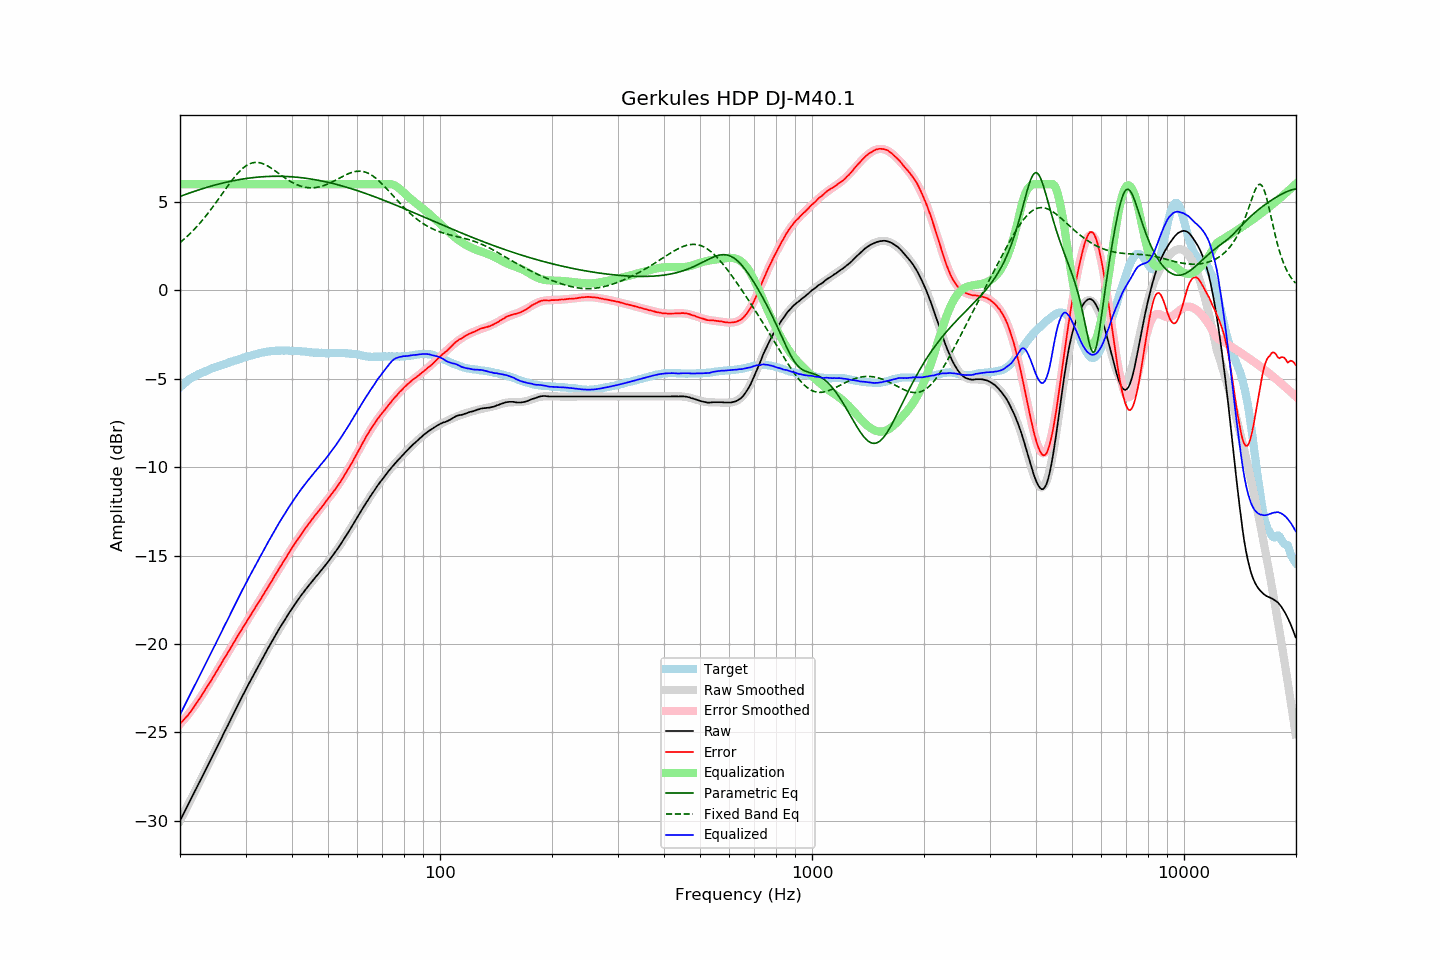 Gerkules HDP DJ-M40.1
5
0
−5
−10
−15
−20
−25
−30
Amplitude (dBr)
100
1000
10000
Frequency (Hz)
Target
Raw Smoothed
Error Smoothed
Raw
Error
Equalization
Parametric Eq
Fixed Band Eq
Equalized